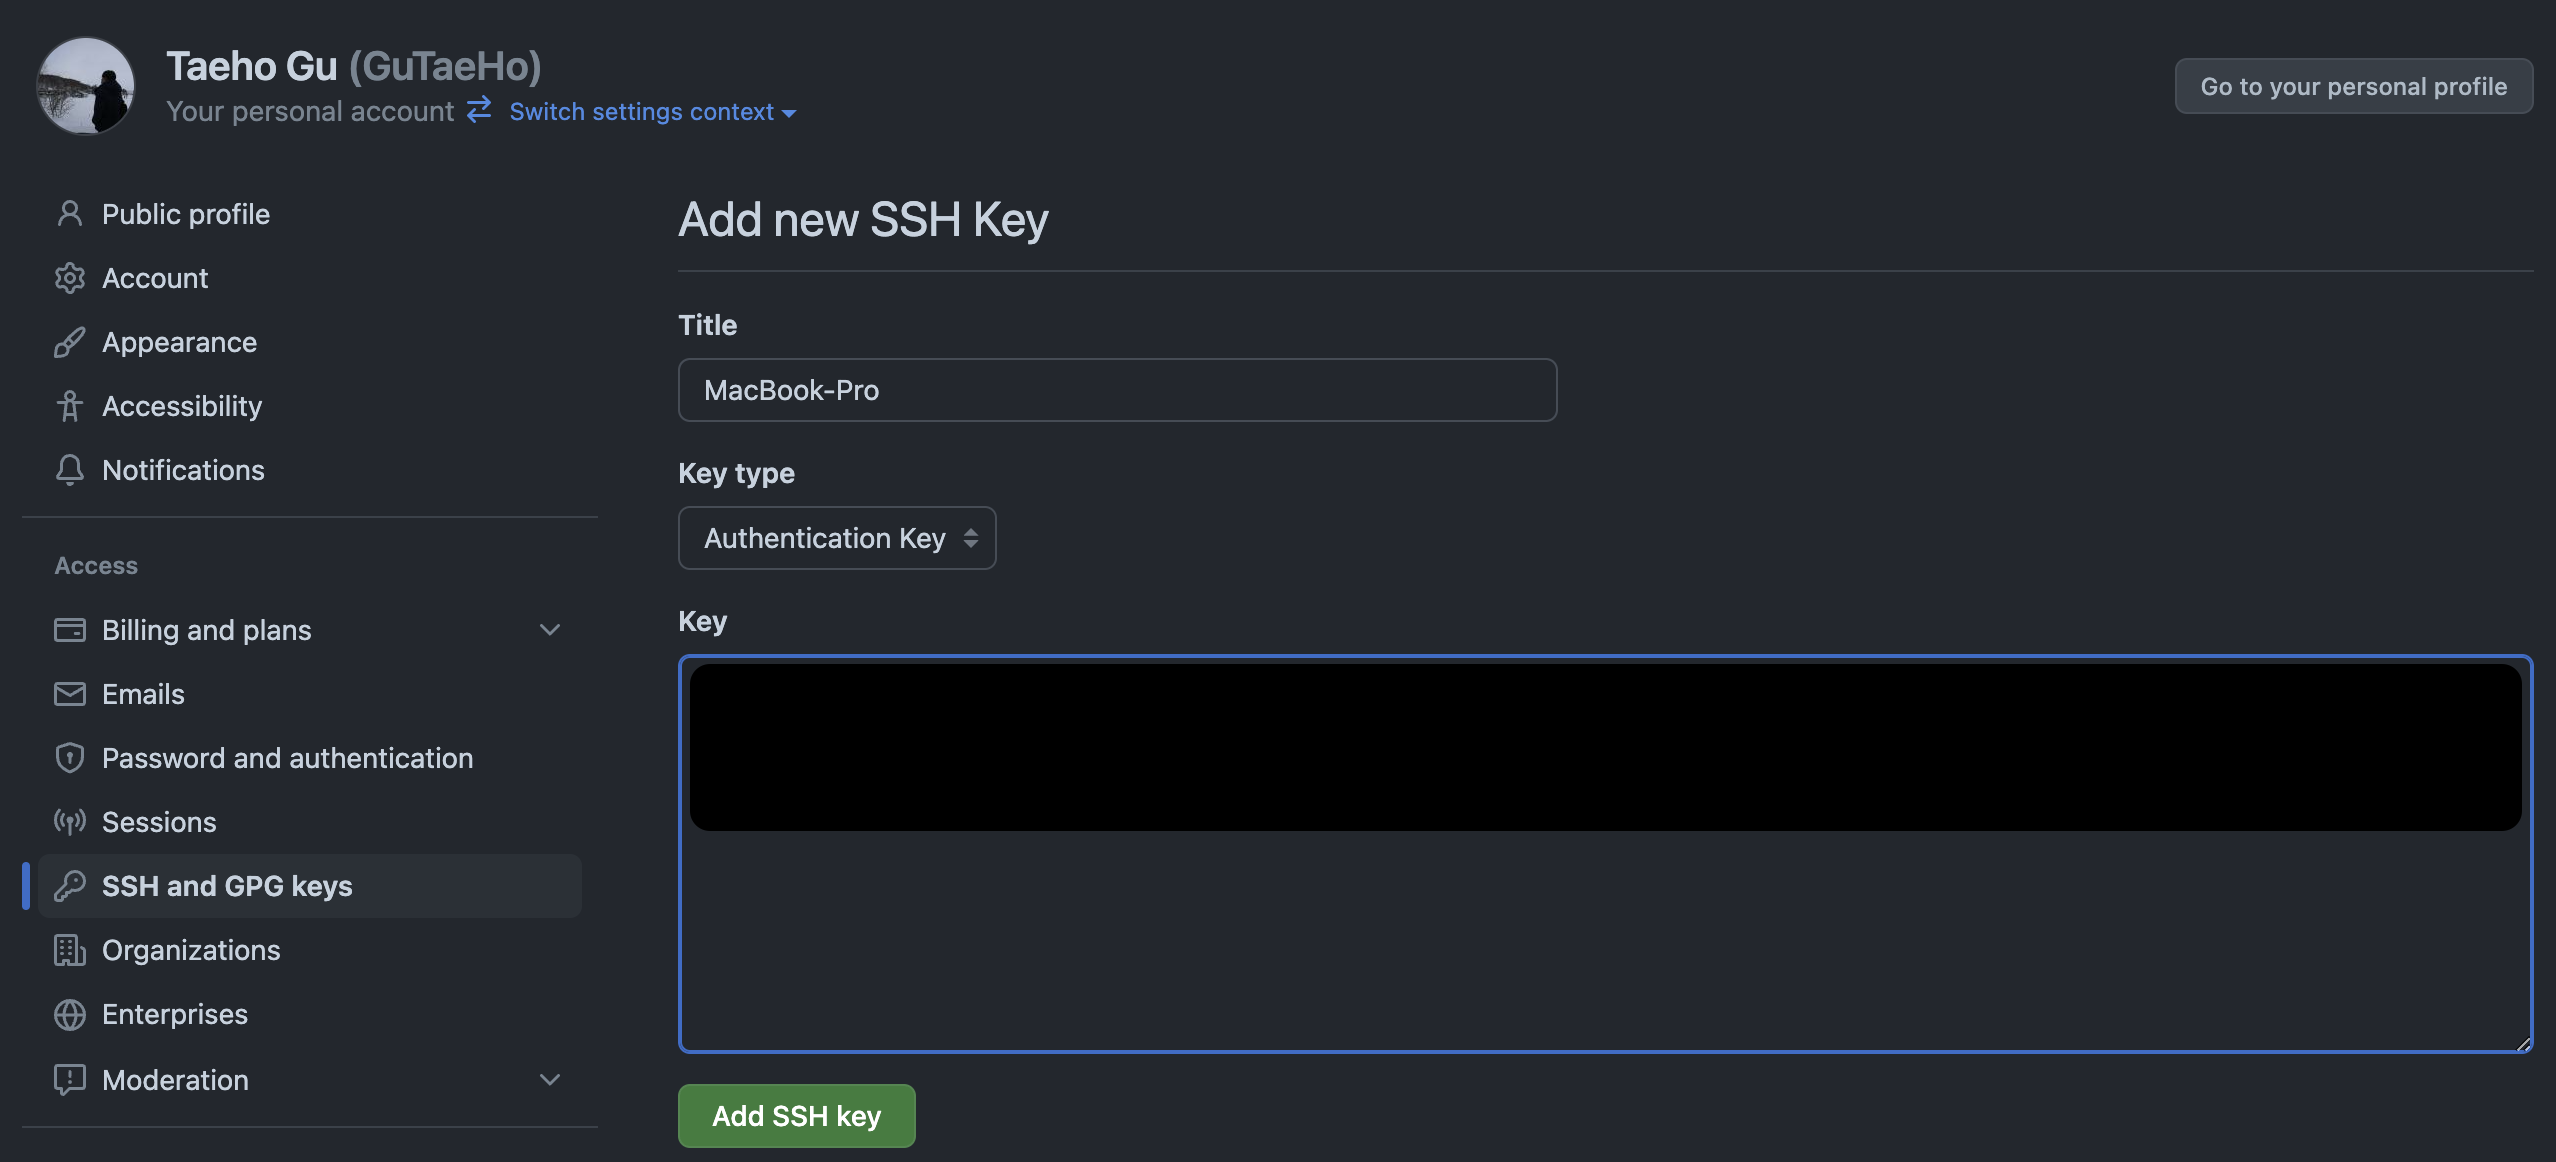 Taeho Gu (GuTaeHo)
Your personal account Switch settings context
Go to your personal profile
Public profile
Account
Appearance
Accessibility
Notifications
Access
Billing and plans
Emails
Password and authentication
Sessions
SSH and GPG keys
Organizations
Enterprises
Moderation
Add new SSH Key
Title
MacBook-Pro
Key type
Authentication Key
Key
Add SSH key